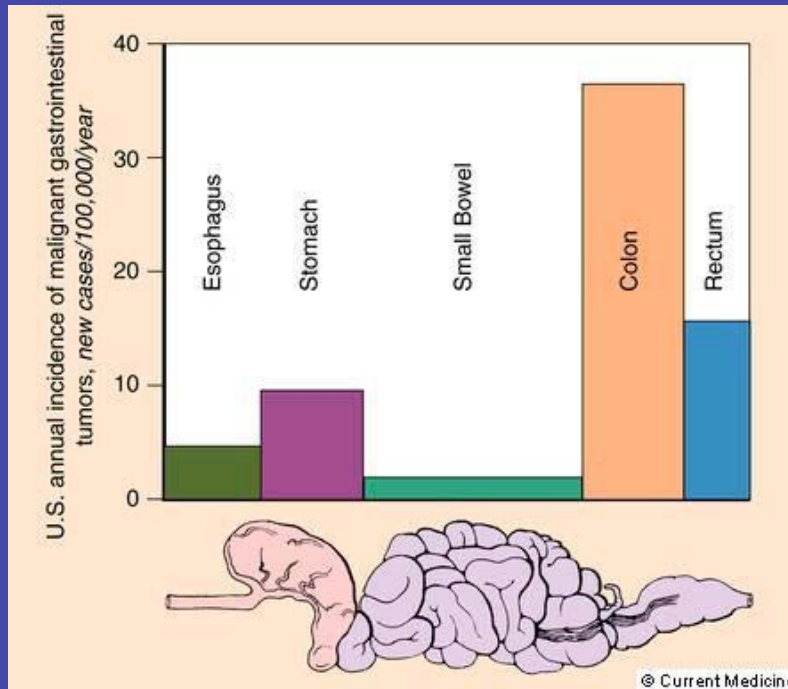 U.S. annual incidence of malignant gastrointestinal
tumors, new cases/100,000/year
40
30
20
10
0
Esophagus
Stomach
Small Bowel
Colon
Rectum
© Current Medicine